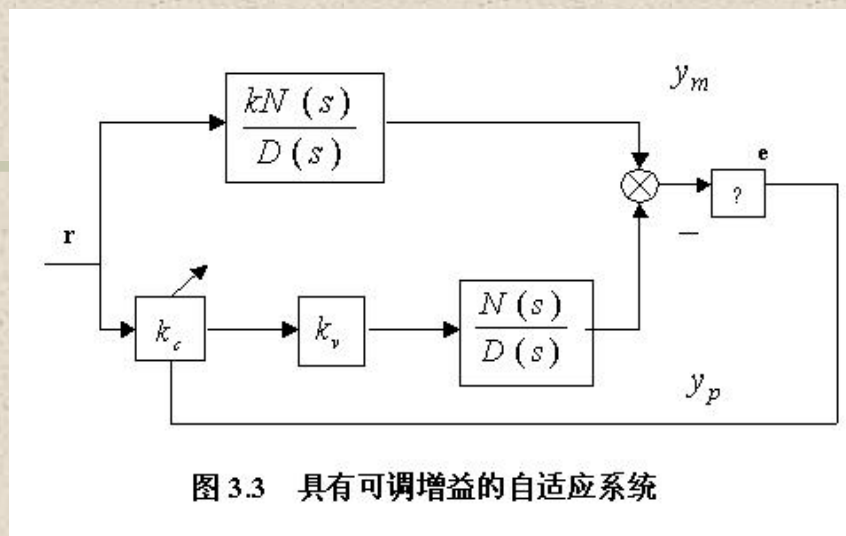 y_m
kN (s)
D (s)
e
?
r
—
k_c
k_v
N (s)
D (s)
y_p
图 3.3 具有可调增益的自适应系统